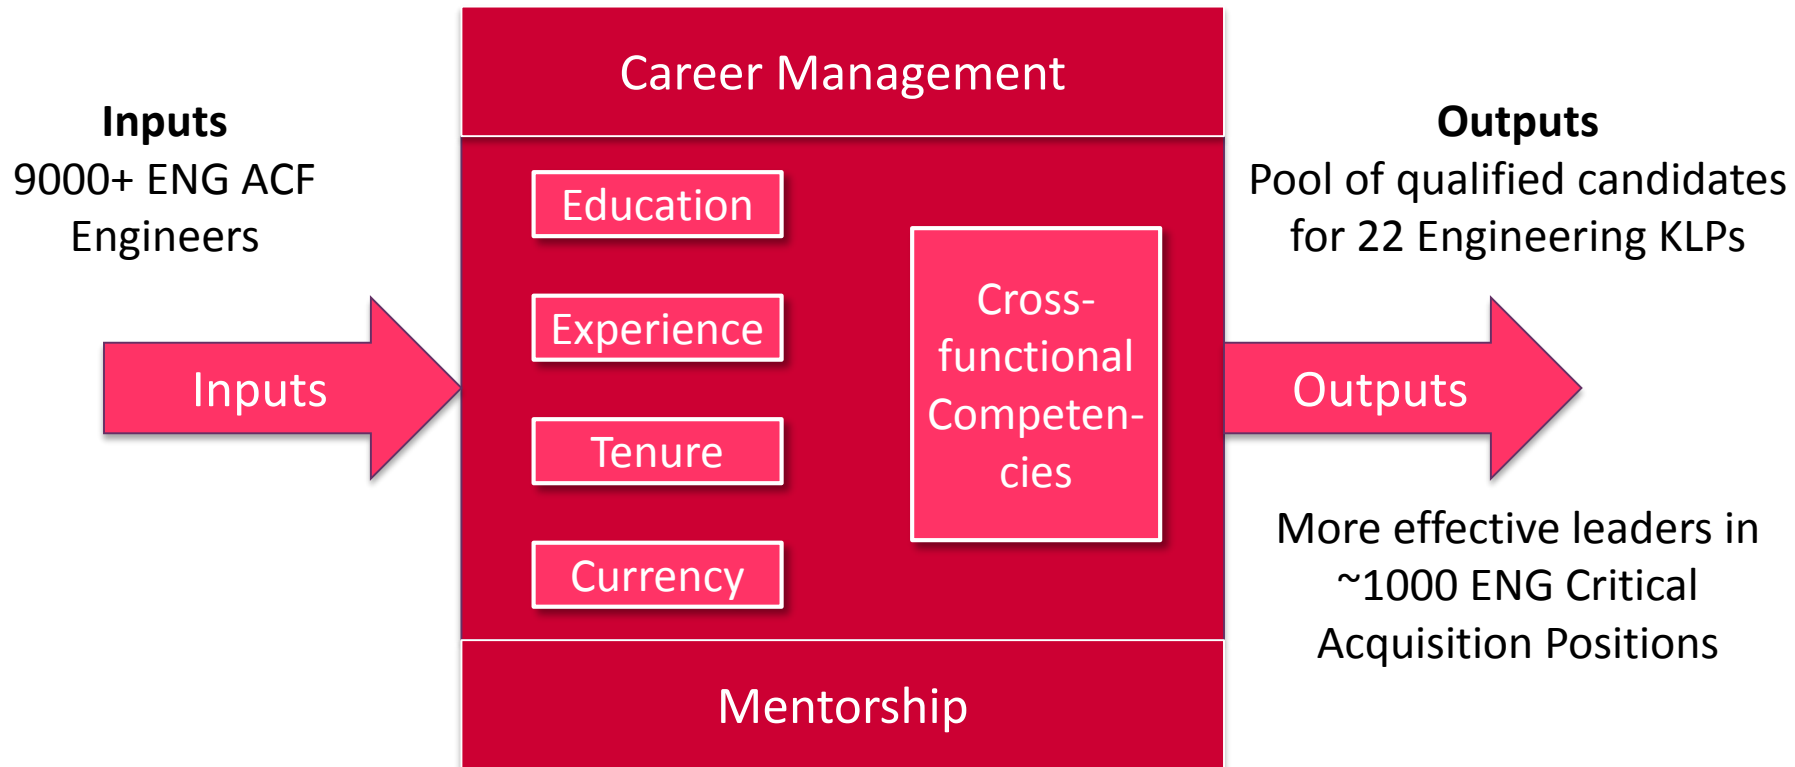 Career Management
Inputs
9000+ ENG ACF
Engineers
Inputs
Education
Experience
Tenure
Currency
Cross-
functional
Competen-
cies
Outputs
Pool of qualified candidates
for 22 Engineering KLPs
Outputs
More effective leaders in
~1000 ENG Critical
Acquisition Positions
Mentorship